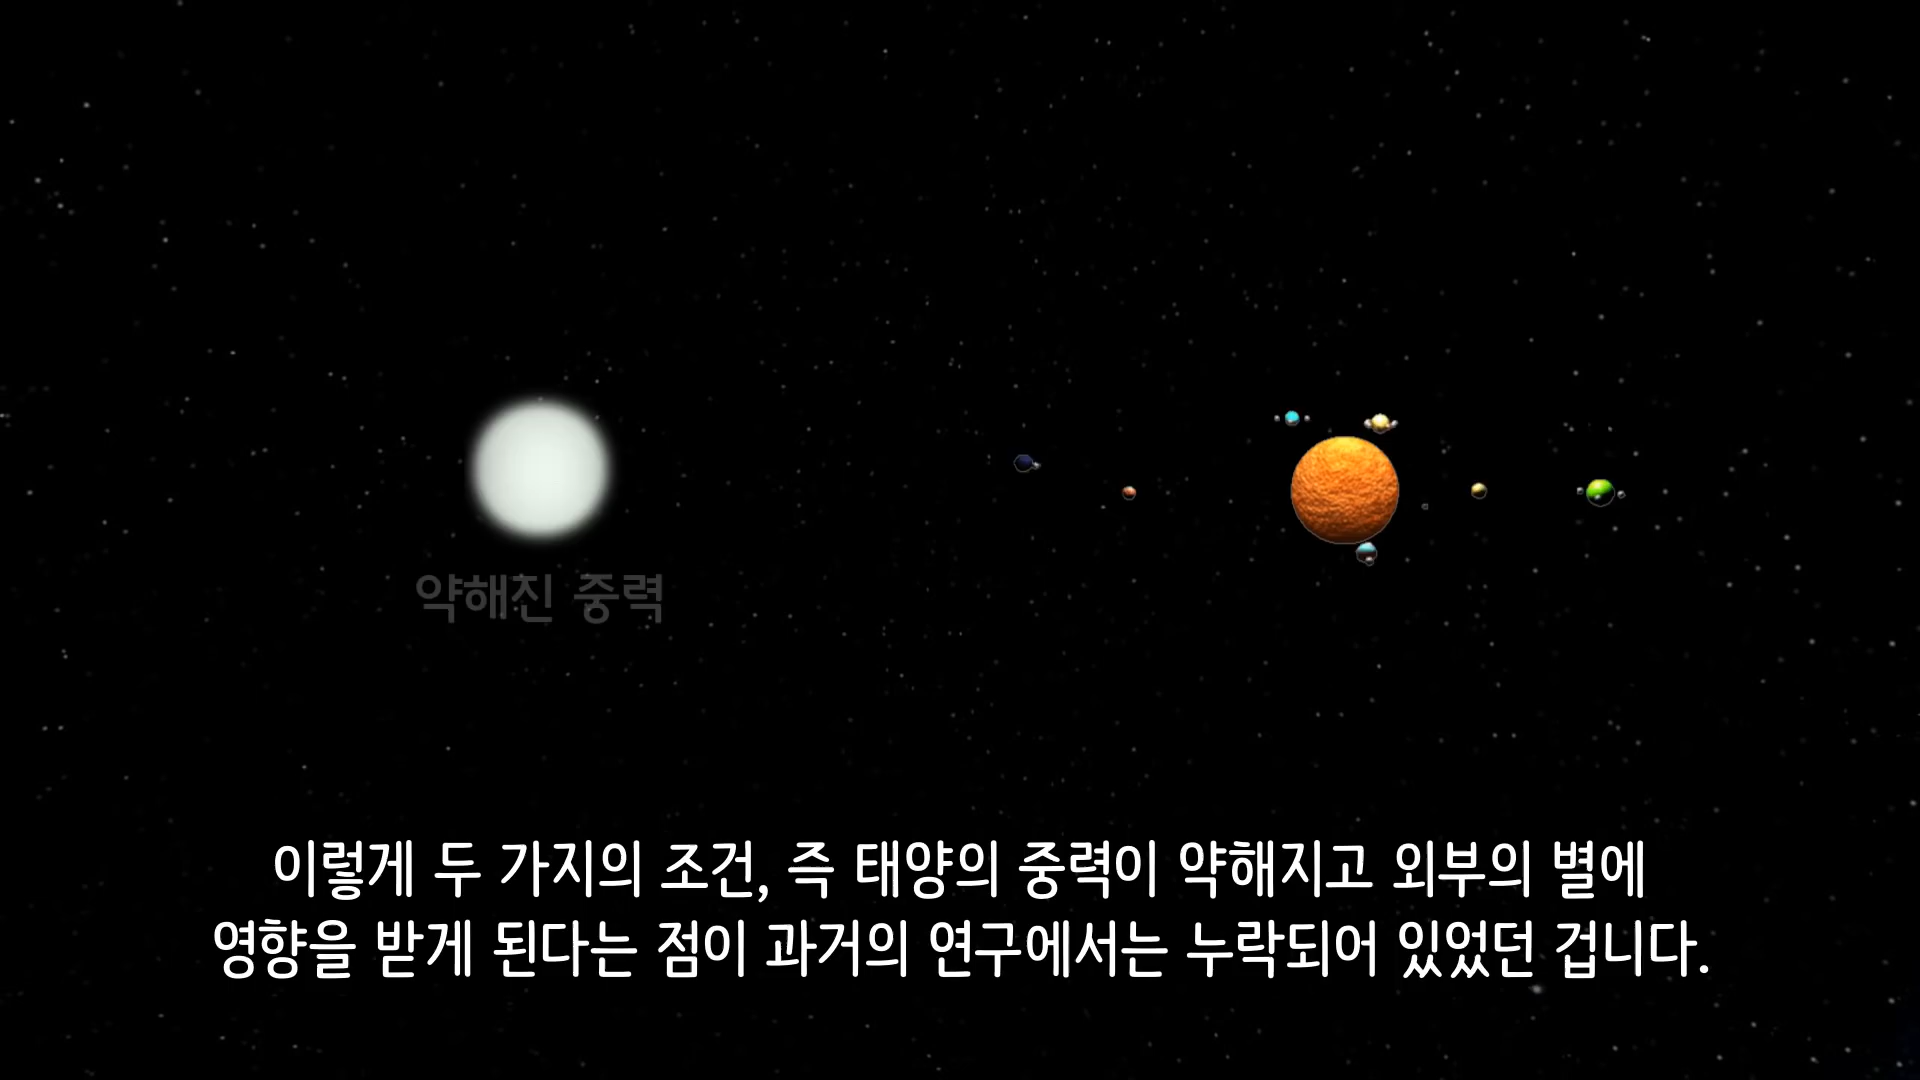 약해진 중력
이렇게 두 가지의 조건, 즉 태양의 중력이 약해지고 외부의 별에
영향을 받게 된다는 점이 과거의 연구에서는 누락되어 있었던 겁니다.